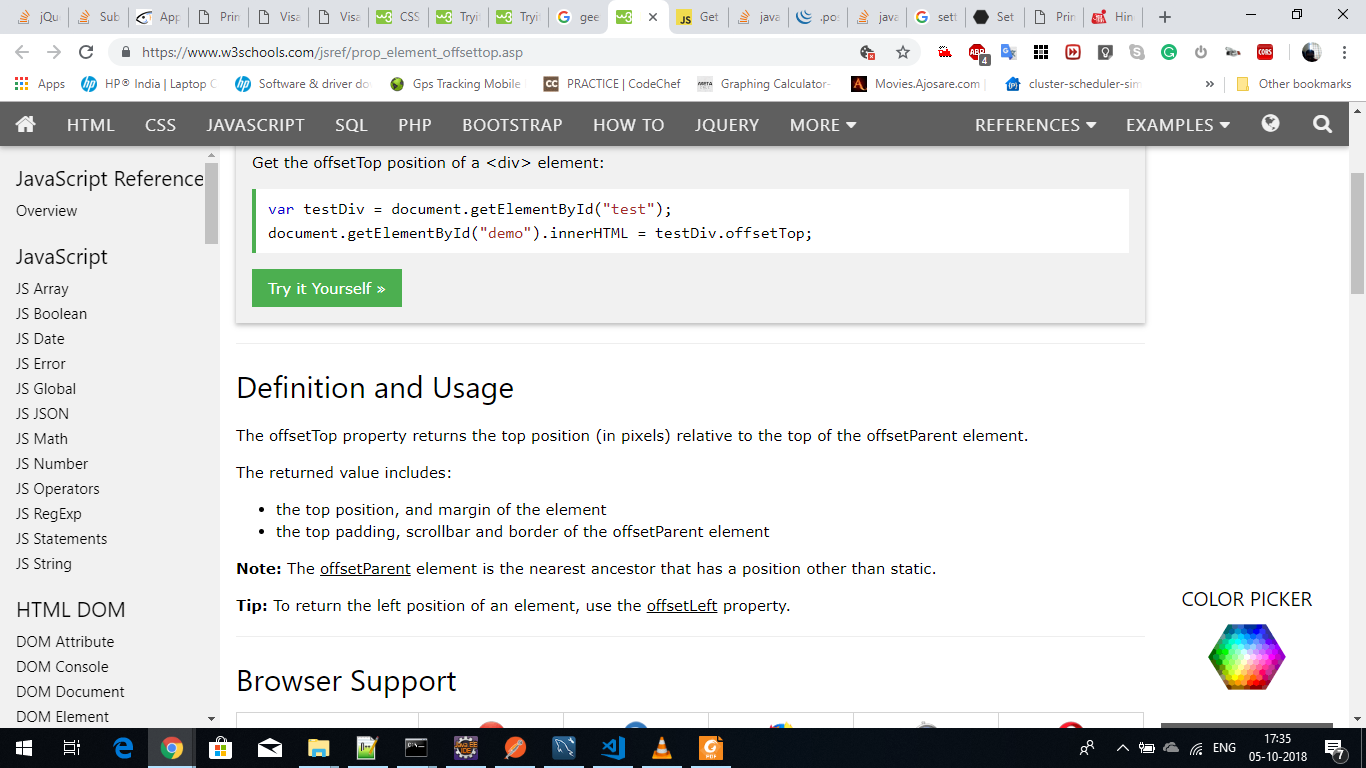 jQu
Sub
App
Prin
Visa
Visa
CSS
Tryi
Tryi
gee
Get
java
.po
java
sett
Set
Prin
Hin
https://www.w3schools.com/jsref/prop_element_offsettop.asp
ABP
4
CORS
Apps
HP® India | Laptop C
Software & driver do
Gps Tracking Mobile
PRACTICE | CodeChef
Graphing Calculator-
Movies.Ajosare.com |
cluster-scheduler-sim
»
Other bookmarks
HTML
CSS
JAVASCRIPT
SQL
PHP
BOOTSTRAP
HOW TO
JQUERY
MORE
REFERENCES
EXAMPLES
JavaScript Reference
Overview
JavaScript
JS Array
JS Boolean
JS Date
JS Error
JS Global
JS JSON
JS Math
JS Number
JS Operators
JS RegExp
JS Statements
JS String
HTML DOM
DOM Attribute
DOM Console
DOM Document
DOM Element
Get the offsetTop position of a <div> element:
var testDiv = document.getElementById("test");
document.getElementById("demo").innerHTML = testDiv.offsetTop;
Try it Yourself »
Definition and Usage
The offsetTop property returns the top position (in pixels) relative to the top of the offsetParent element.
The returned value includes:
• the top position, and margin of the element
• the top padding, scrollbar and border of the offsetParent element
Note: The offsetParent element is the nearest ancestor that has a position other than static.
Tip: To return the left position of an element, use the offsetLeft property.
Browser Support
COLOR PICKER
ENG
17:35
05-10-2018
7